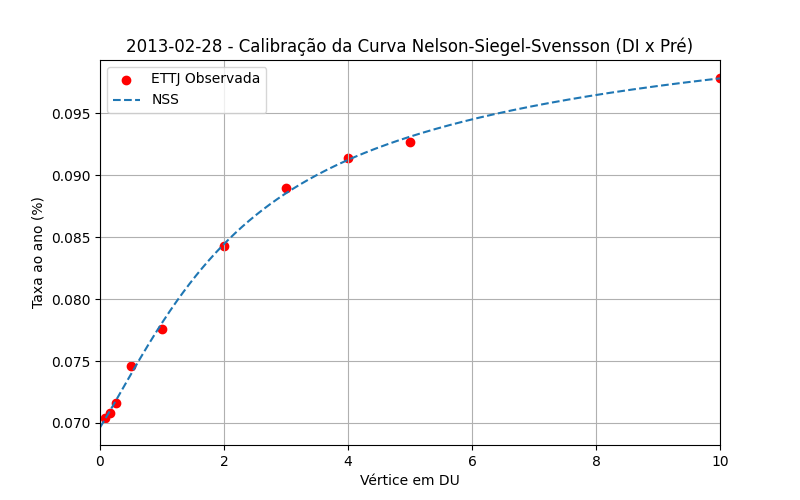 2013-02-28 - Calibração da Curva Nelson-Siegel-Svensson (DI x Pré)
ETTJ Observada
NSS
0.095
0.090
0.085
0.080
0.075
0.070
Taxa ao ano (%)
0 2 4 6 8 10
Vértice em DU